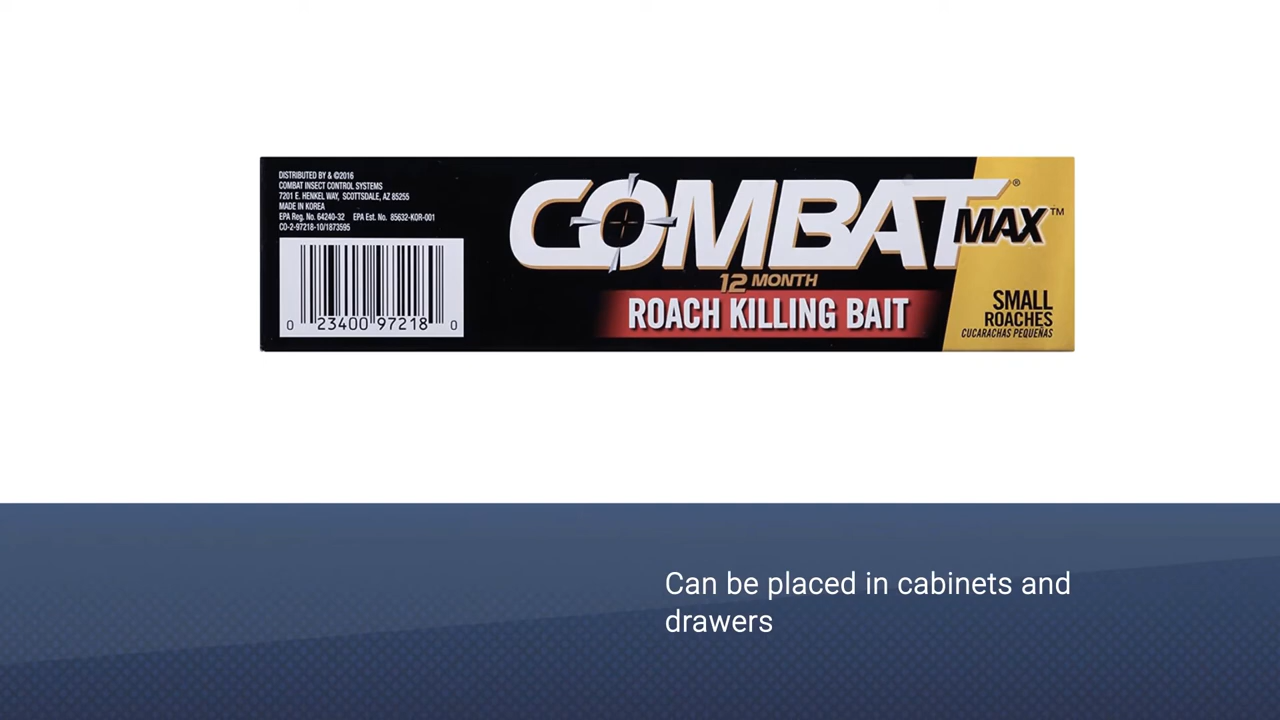 DISTRIBUTED BY & ©2016
COMBAT INSECT CONTROL SYSTEMS
7201 E. HENKEL WAY, SCOTTSDALE, AZ 85255
MADE IN KOREA
EPA Reg. No. 64240-32 EPA Est. No. 85632-KOR-001
CO-2-97218-10/1873595
0 23400 97218 0
COMBAT® MAX™
12 MONTH
ROACH KILLING BAIT
SMALL
ROACHES
CUCARACHAS PEQUEÑAS
Can be placed in cabinets and
drawers